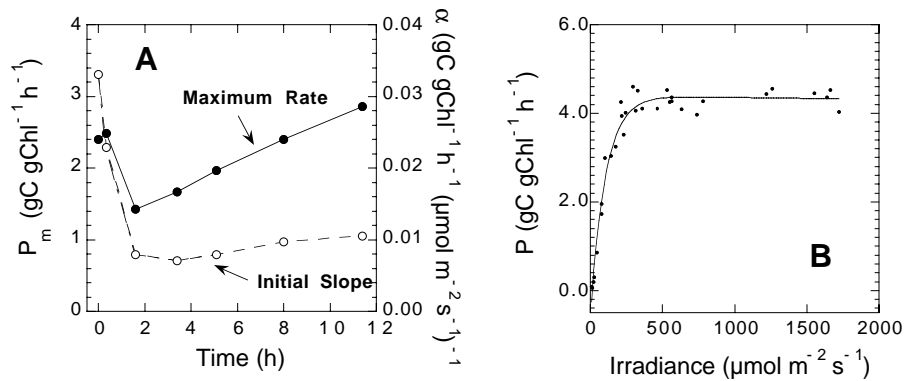 A
Maximum Rate
Initial Slope
P_m (gC gChl^-1 h^-1)
4
3
2
1
0
0 2 4 6 8 10 12
Time (h)
0.04
0.03
0.02
0.01
0.00
α (gC gChl^-1 h^-1 (μmol m^-2 s^-1)^-1
B
P (gC gChl^-1 h^-1)
6.0
4.0
2.0
0.0
0 500 1000 1500 2000
Irradiance (μmol m^-2 s^-1)